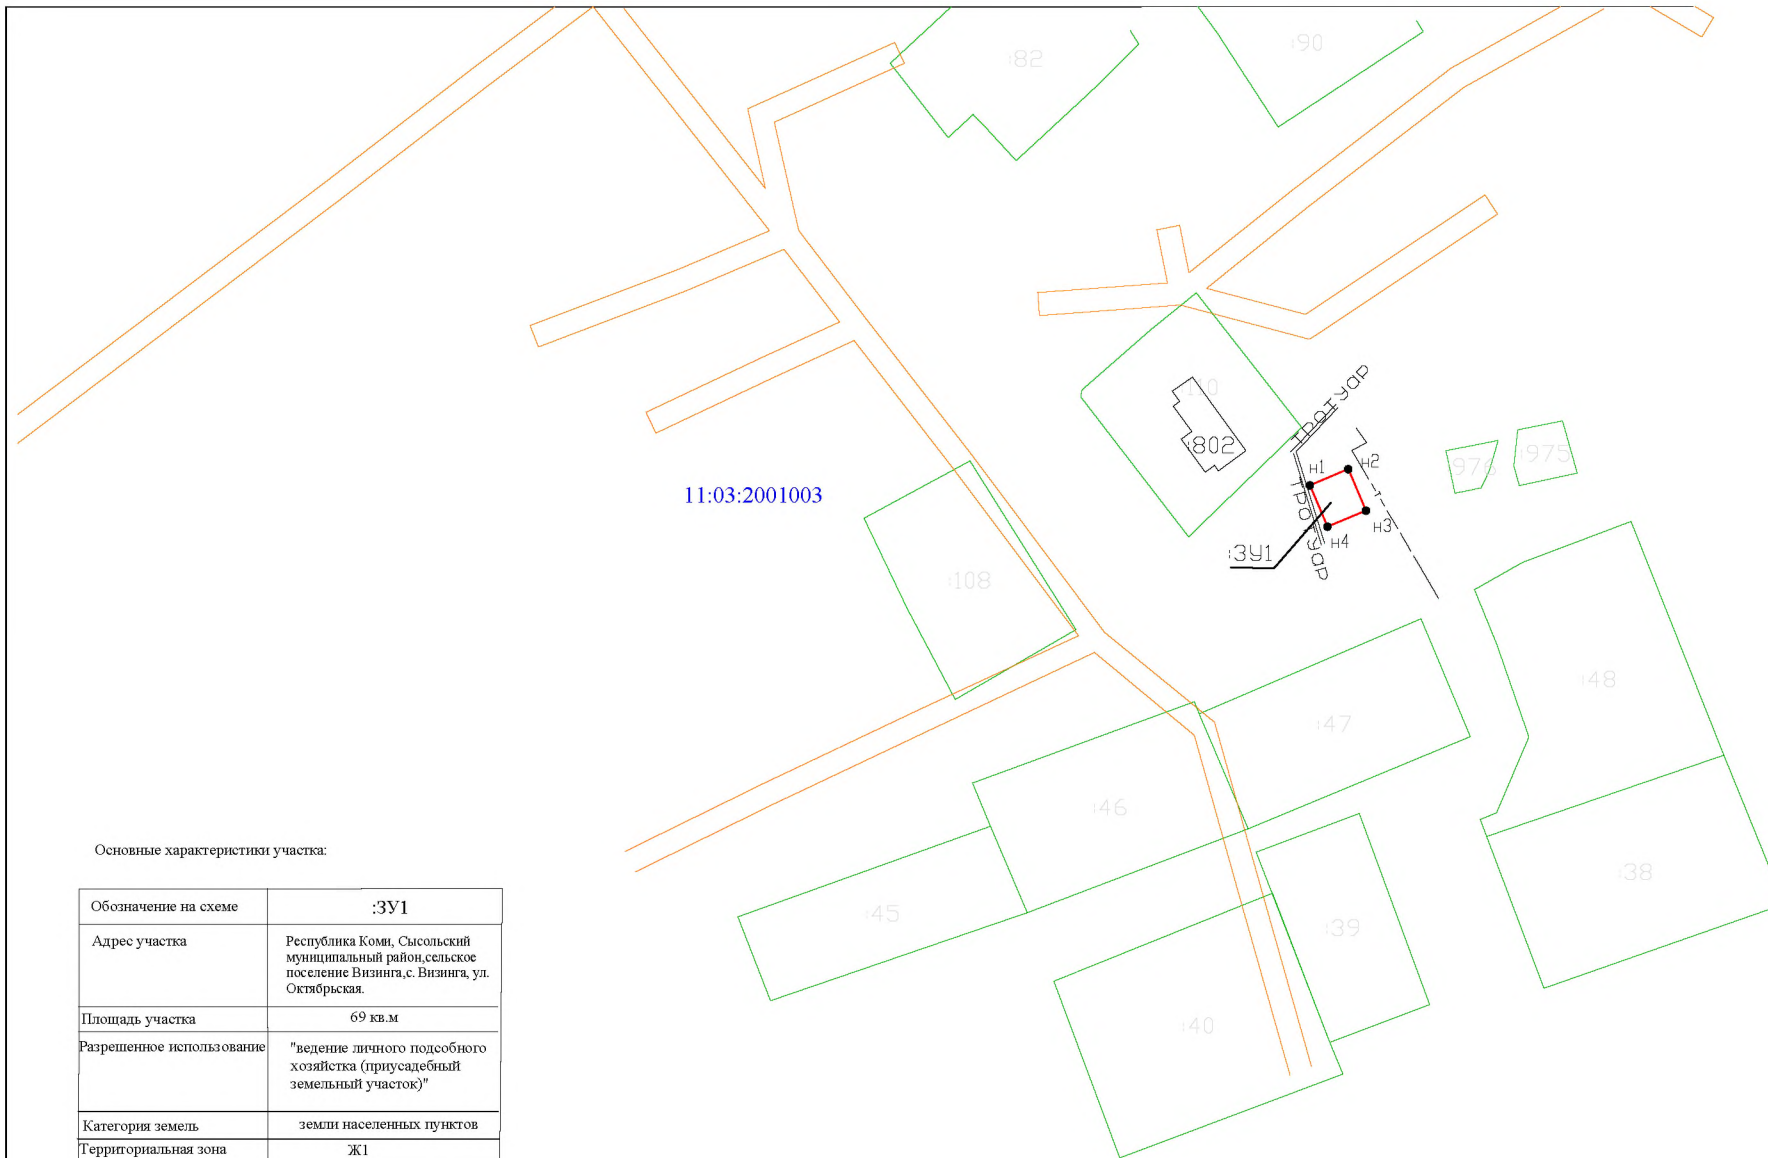 :82
:90
:110
:802
тротуар
н1
н2
н3
н4
тротуар
:ЗУ1
976
:975
11:03:2001003
:108
:48
:47
:46
:38
:45
:39
:40
Основные характеристики участка:
Обозначение на схеме
:ЗУ1
Адрес участка
Республика Коми, Сысольский
муниципальный район,сельское
поселение Визинга,с. Визинга, ул.
Октябрьская.
Площадь участка
69 кв.м
Разрешенное использование
"ведение личного подсобного
хозяйстка (приусадебный
земельный участок)"
Категория земель
земли населенных пунктов
Территориальная зона
Ж1